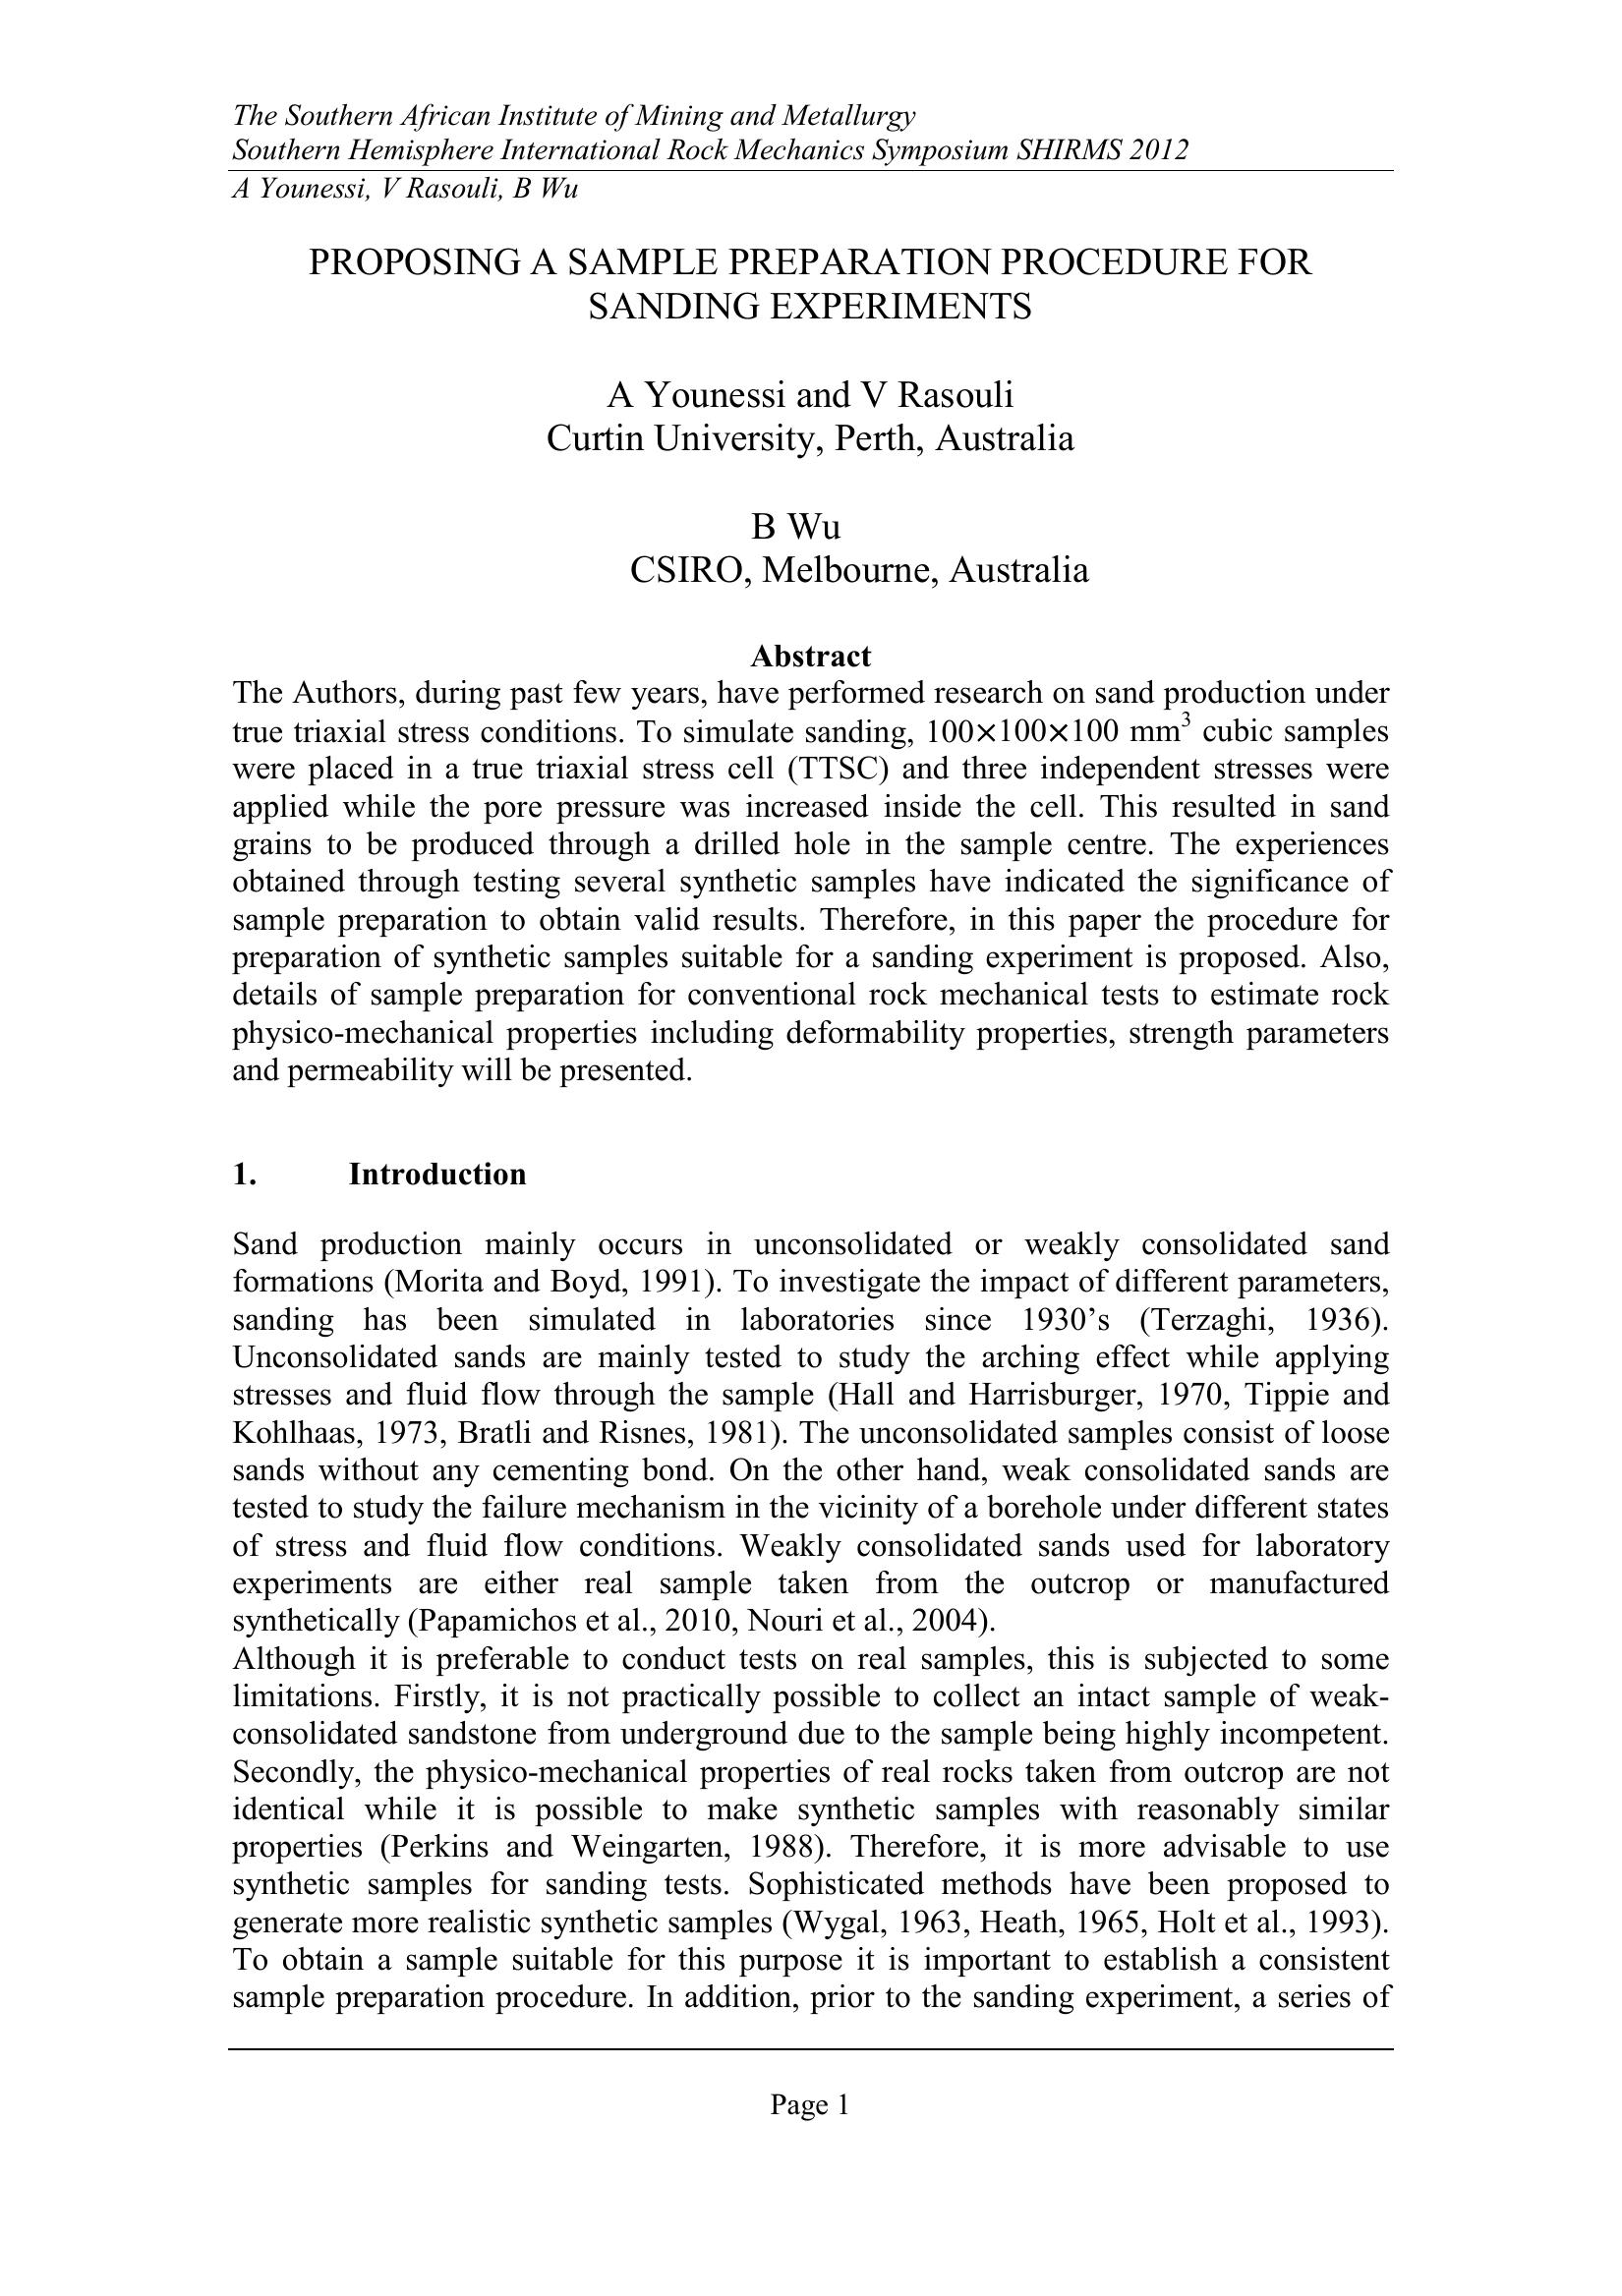 The Southern African Institute of Mining and Metallurgy
Southern Hemisphere International Rock Mechanics Symposium SHIRMS 2012
A Younessi, V Rasouli, B Wu
PROPOSING A SAMPLE PREPARATION PROCEDURE FOR
SANDING EXPERIMENTS
A Younessi and V Rasouli
Curtin University, Perth, Australia
B Wu
CSIRO, Melbourne, Australia
Abstract
The Authors, during past few years, have performed research on sand production under
true triaxial stress conditions. To simulate sanding, 100×100×100 mm³ cubic samples
were placed in a true triaxial stress cell (TTSC) and three independent stresses were
applied while the pore pressure was increased inside the cell. This resulted in sand
grains to be produced through a drilled hole in the sample centre. The experiences
obtained through testing several synthetic samples have indicated the significance of
sample preparation to obtain valid results. Therefore, in this paper the procedure for
preparation of synthetic samples suitable for a sanding experiment is proposed. Also,
details of sample preparation for conventional rock mechanical tests to estimate rock
physico-mechanical properties including deformability properties, strength parameters
and permeability will be presented.
1. Introduction
Sand production mainly occurs in unconsolidated or weakly consolidated sand
formations (Morita and Boyd, 1991). To investigate the impact of different parameters,
sanding has been simulated in laboratories since 1930’s (Terzaghi, 1936).
Unconsolidated sands are mainly tested to study the arching effect while applying
stresses and fluid flow through the sample (Hall and Harrisburger, 1970, Tippie and
Kohlhaas, 1973, Bratli and Risnes, 1981). The unconsolidated samples consist of loose
sands without any cementing bond. On the other hand, weak consolidated sands are
tested to study the failure mechanism in the vicinity of a borehole under different states
of stress and fluid flow conditions. Weakly consolidated sands used for laboratory
experiments are either real sample taken from the outcrop or manufactured
synthetically (Papamichos et al., 2010, Nouri et al., 2004).
Although it is preferable to conduct tests on real samples, this is subjected to some
limitations. Firstly, it is not practically possible to collect an intact sample of weak-
consolidated sandstone from underground due to the sample being highly incompetent.
Secondly, the physico-mechanical properties of real rocks taken from outcrop are not
identical while it is possible to make synthetic samples with reasonably similar
properties (Perkins and Weingarten, 1988). Therefore, it is more advisable to use
synthetic samples for sanding tests. Sophisticated methods have been proposed to
generate more realistic synthetic samples (Wygal, 1963, Heath, 1965, Holt et al., 1993).
To obtain a sample suitable for this purpose it is important to establish a consistent
sample preparation procedure. In addition, prior to the sanding experiment, a series of
Page 1